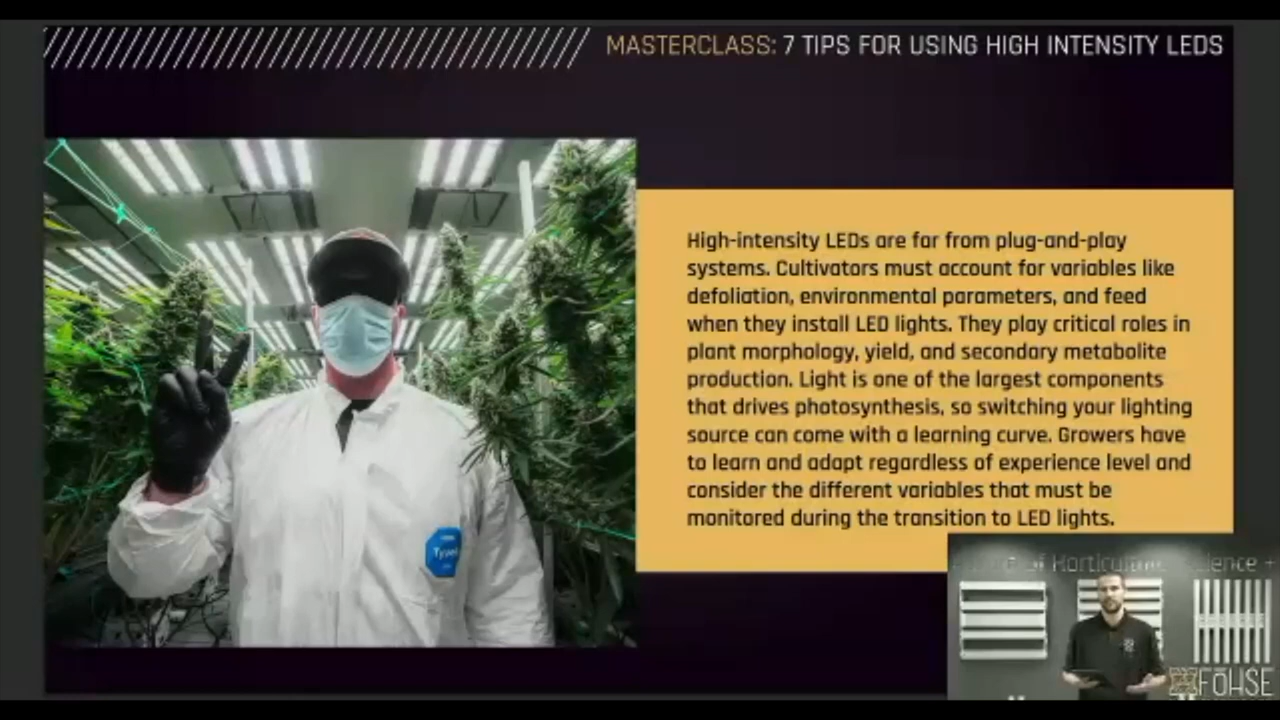 MASTERCLASS: 7 TIPS FOR USING HIGH INTENSITY LEDS
High-intensity LEDs are far from plug-and-play
systems. Cultivators must account for variables like
defoliation, environmental parameters, and feed
when they install LED lights. They play critical roles in
plant morphology, yield, and secondary metabolite
production. Light is one of the largest components
that drives photosynthesis, so switching your lighting
source can come with a learning curve. Growers have
to learn and adapt regardless of experience level and
consider the different variables that must be
monitored during the transition to LED lights.
Tyvek
of Horticulture
FOHSE